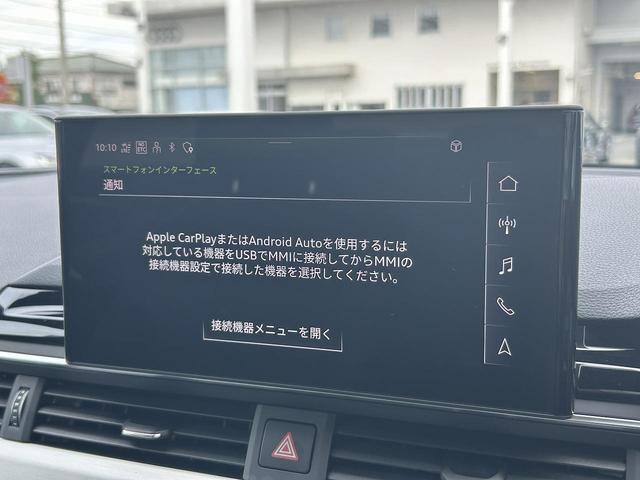 10:10
NO ETC
スマートフォンインターフェース
通知
Apple CarPlayまたはAndroid Autoを使用するには
対応している機器をUSBでMMIに接続してからMMIの
接続機器設定で接続した機器を選択してください。
接続機器メニューを開く